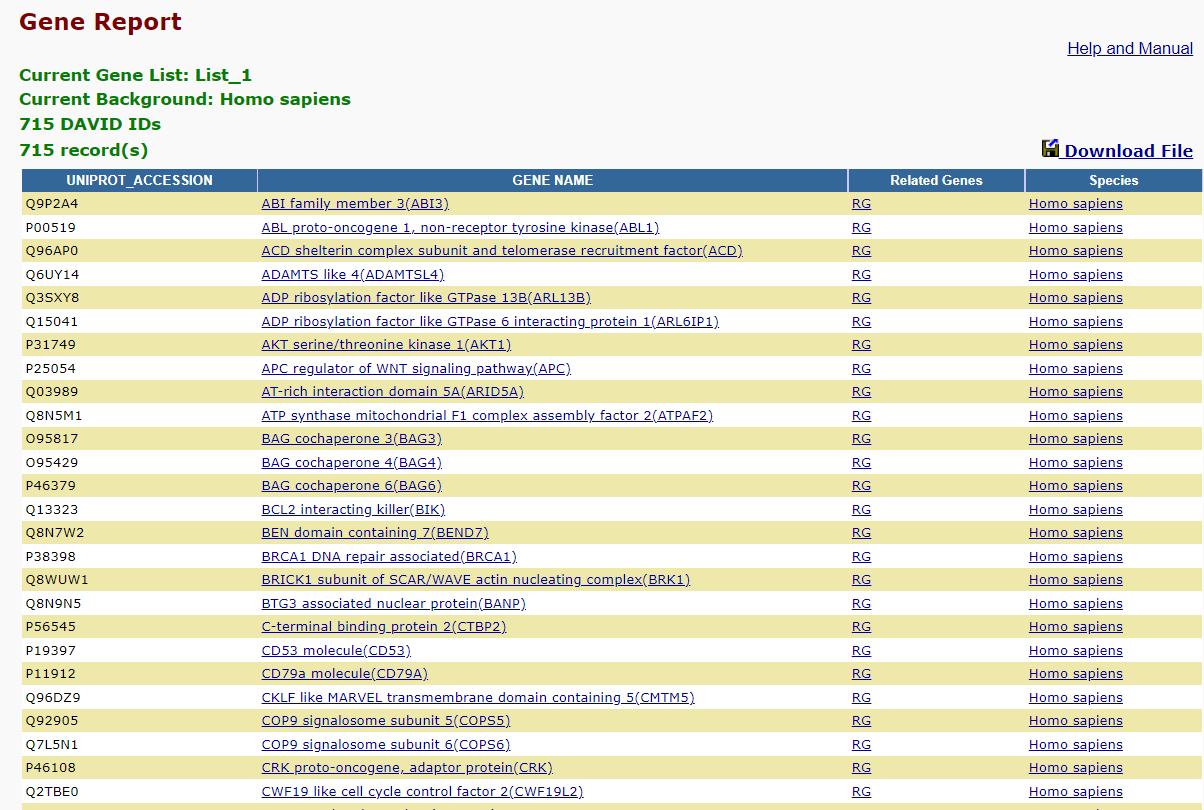 Gene Report
Help and Manual
Current Gene List: List_1
Current Background: Homo sapiens
715 DAVID IDs
715 record(s)
Download File
UNIPROT_ACCESSION GENE NAME Related Genes Species
Q9P2A4 ABI family member 3(ABI3) RG Homo sapiens
P00519 ABL proto-oncogene 1, non-receptor tyrosine kinase(ABL1) RG Homo sapiens
Q96AP0 ACD shelterin complex subunit and telomerase recruitment factor(ACD) RG Homo sapiens
Q6UY14 ADAMTS like 4(ADAMTSL4) RG Homo sapiens
Q3SXY8 ADP ribosylation factor like GTPase 13B(ARL13B) RG Homo sapiens
Q15041 ADP ribosylation factor like GTPase 6 interacting protein 1(ARL6IP1) RG Homo sapiens
P31749 AKT serine/threonine kinase 1(AKT1) RG Homo sapiens
P25054 APC regulator of WNT signaling pathway(APC) RG Homo sapiens
Q03989 AT-rich interaction domain 5A(ARID5A) RG Homo sapiens
Q8N5M1 ATP synthase mitochondrial F1 complex assembly factor 2(ATPAF2) RG Homo sapiens
O95817 BAG cochaperone 3(BAG3) RG Homo sapiens
O95429 BAG cochaperone 4(BAG4) RG Homo sapiens
P46379 BAG cochaperone 6(BAG6) RG Homo sapiens
Q13323 BCL2 interacting killer(BIK) RG Homo sapiens
Q8N7W2 BEN domain containing 7(BEND7) RG Homo sapiens
P38398 BRCA1 DNA repair associated(BRCA1) RG Homo sapiens
Q8WUW1 BRICK1 subunit of SCAR/WAVE actin nucleating complex(BRK1) RG Homo sapiens
Q8N9N5 BTG3 associated nuclear protein(BANP) RG Homo sapiens
P56545 C-terminal binding protein 2(CTBP2) RG Homo sapiens
P19397 CD53 molecule(CD53) RG Homo sapiens
P11912 CD79a molecule(CD79A) RG Homo sapiens
Q96DZ9 CKLF like MARVEL transmembrane domain containing 5(CMTM5) RG Homo sapiens
Q92905 COP9 signalosome subunit 5(COPS5) RG Homo sapiens
Q7L5N1 COP9 signalosome subunit 6(COPS6) RG Homo sapiens
P46108 CRK proto-oncogene, adaptor protein(CRK) RG Homo sapiens
Q2TBE0 CWF19 like cell cycle control factor 2(CWF19L2) RG Homo sapiens